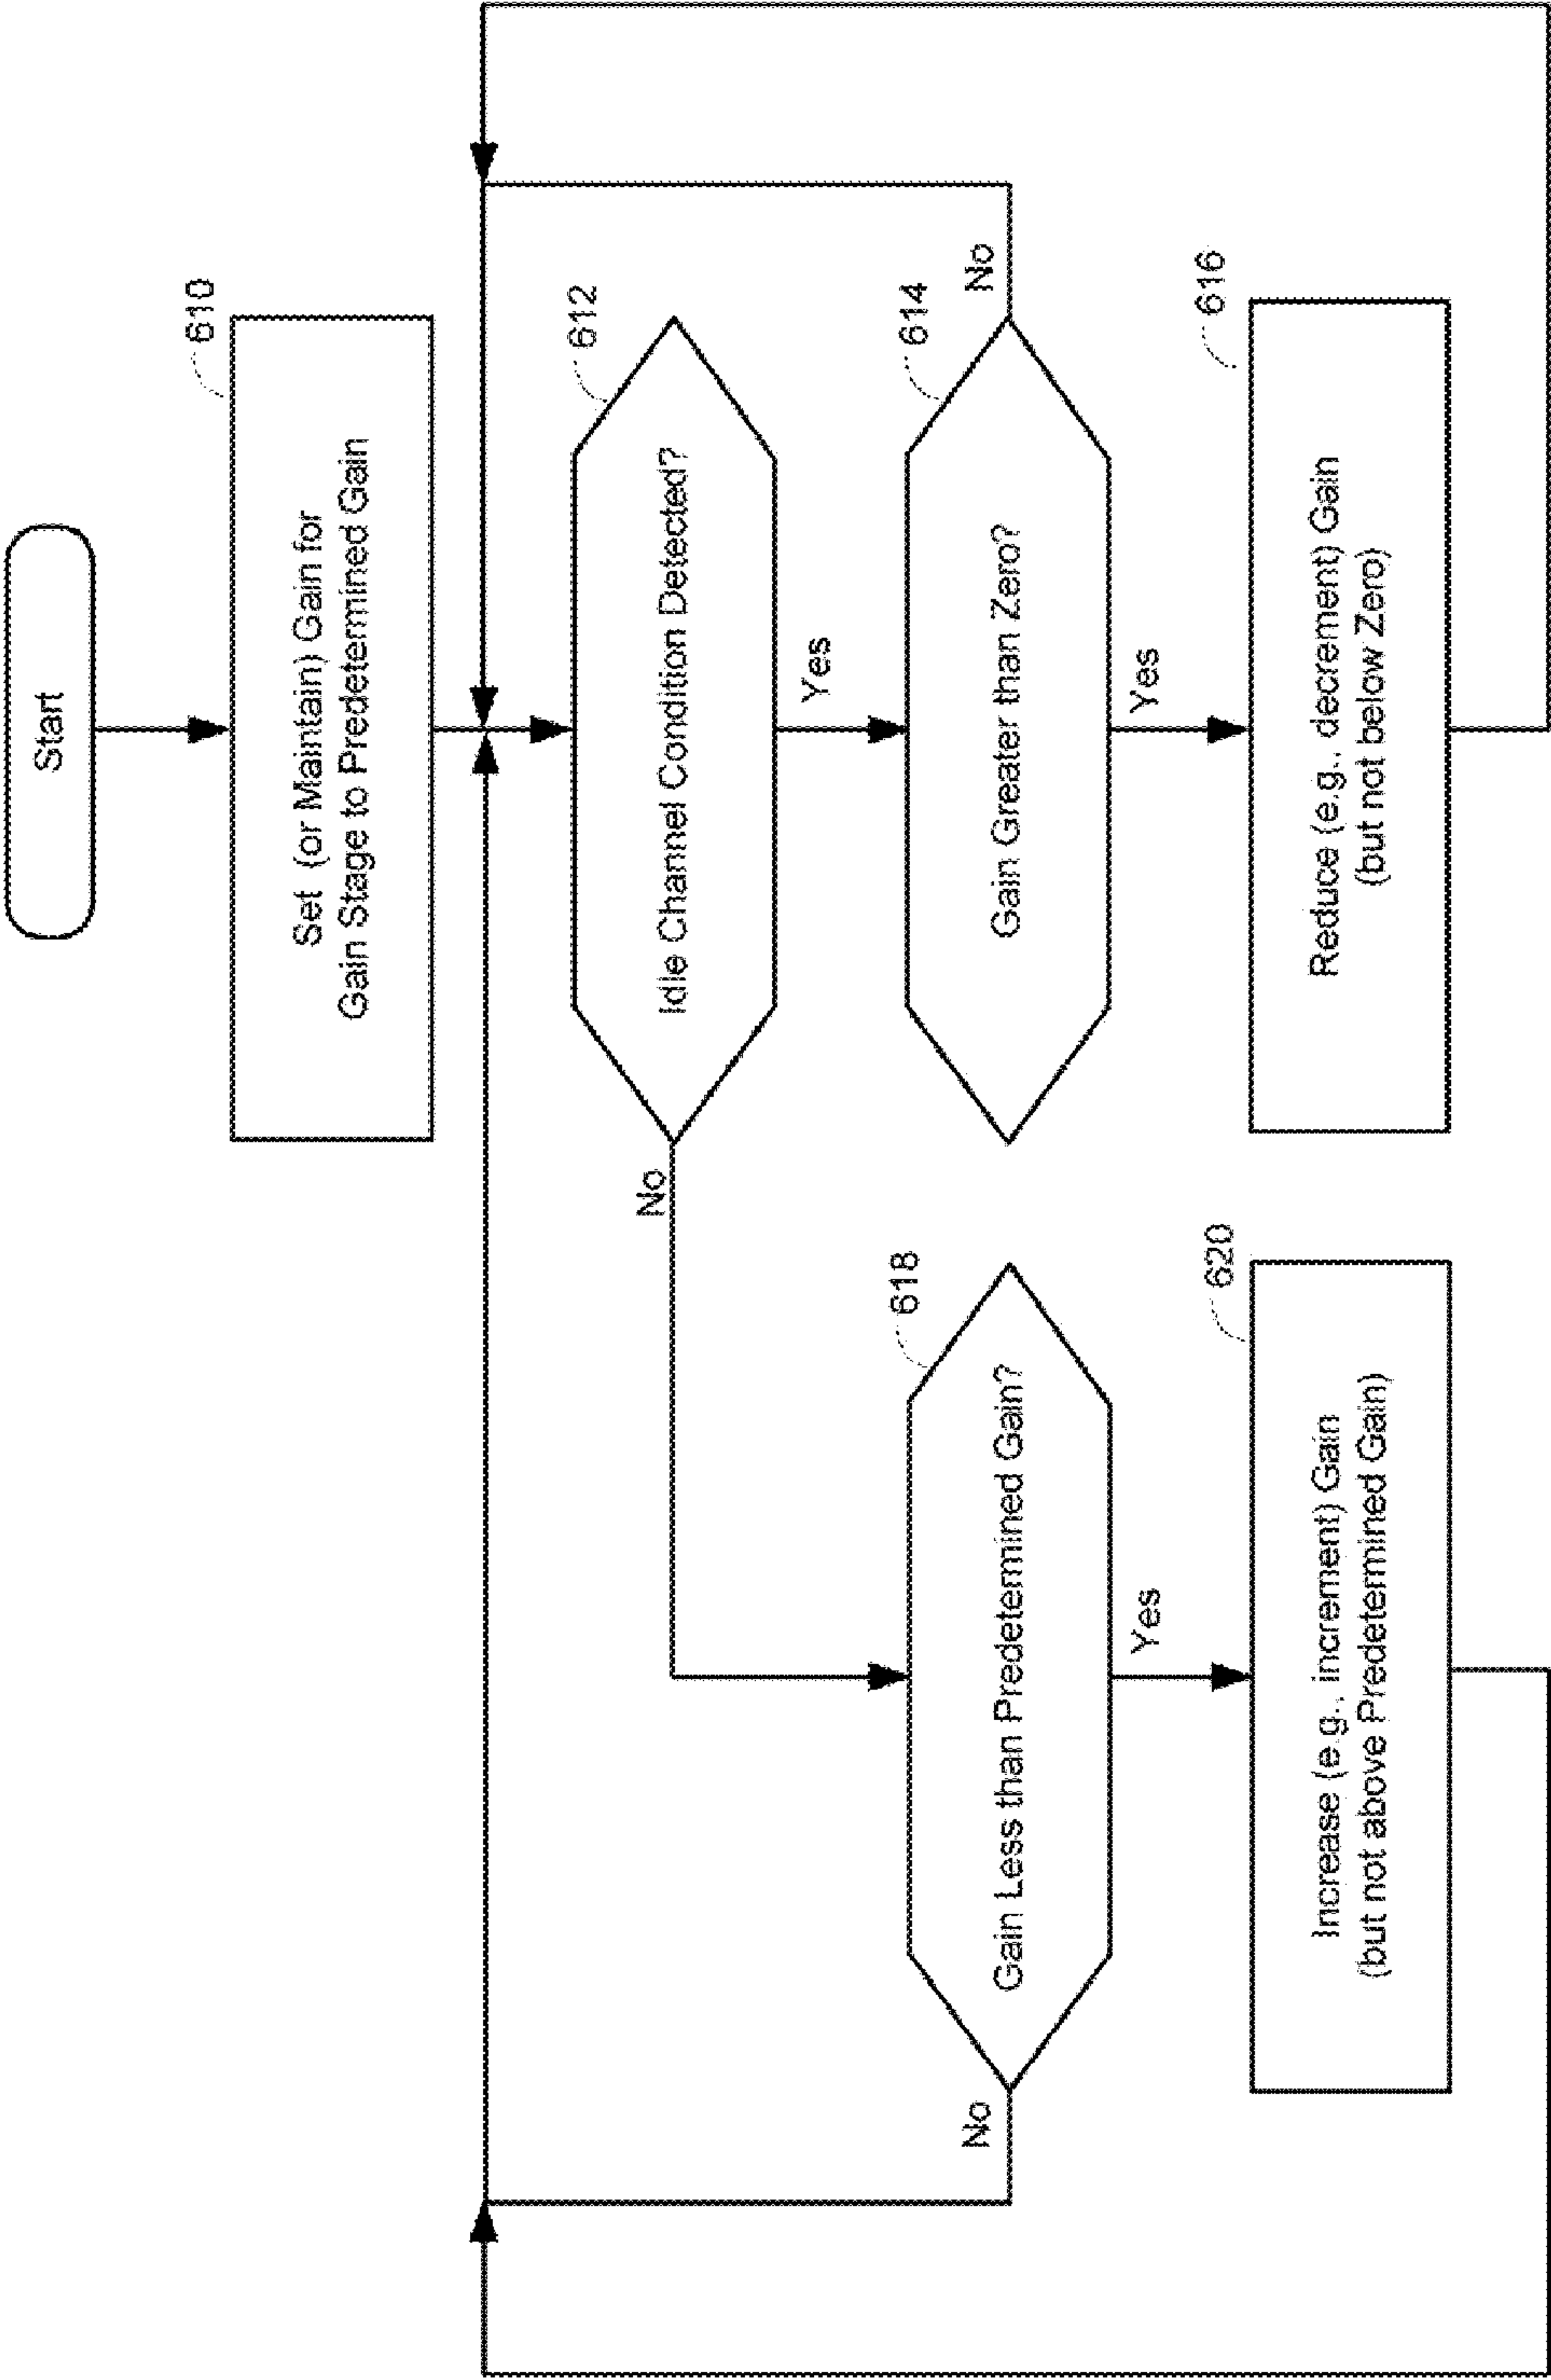 Start
610
Set (or Maintain) Gain for
Gain Stage to Predetermined Gain
612
Idle Channel Condition Detected?
No
Yes
614
Gain Greater than Zero?
No
Yes
616
Reduce (e.g., decrement) Gain
(but not below Zero)
618
Gain Less than Predetermined Gain?
No
Yes
620
Increase (e.g., increment) Gain
(but not above Predetermined Gain)